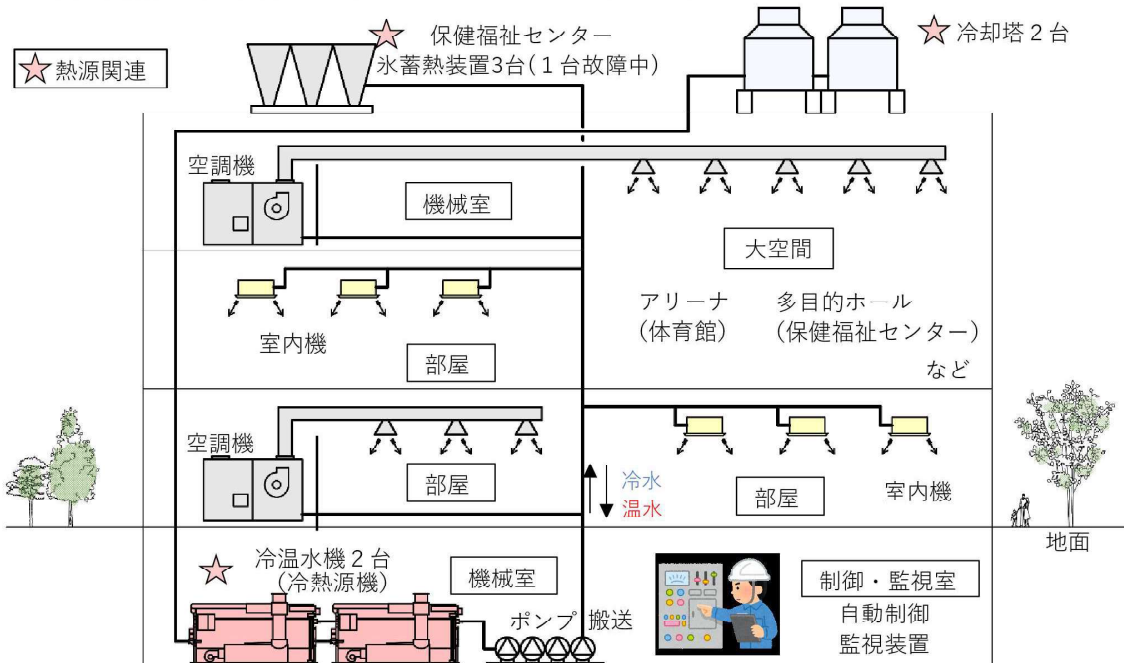 熱源関連
保健福祉センター
氷蓄熱装置3台(１台故障中)
冷却塔２台
空調機
機械室
大空間
アリーナ
(体育館)
多目的ホール
(保健福祉センター)
など
室内機
部屋
空調機
部屋
冷水
温水
部屋
室内機
地面
冷温水機２台
(冷熱源機)
機械室
ポンプ 搬送
制御・監視室
自動制御
監視装置